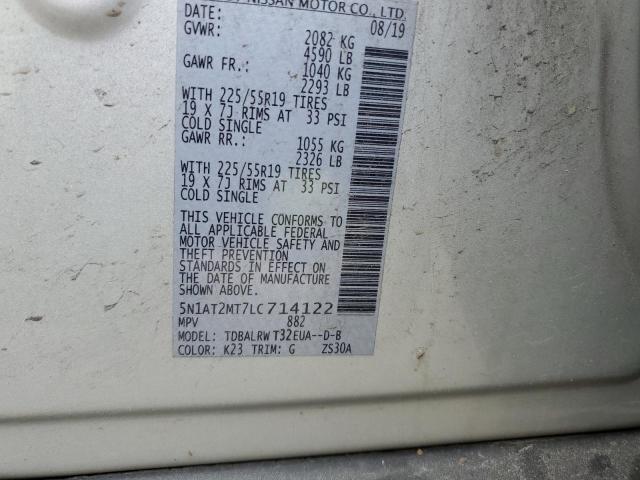 NISSAN MOTOR CO., LTD.
DATE: 08/19
GVWR: 2082 KG
4590 LB
GAWR FR.: 1040 KG
2293 LB
WITH 225/55R19 TIRES
19 X 7J RIMS AT 33 PSI
COLD SINGLE
GAWR RR.: 1055 KG
2326 LB
WITH 225/55R19 TIRES
19 X 7J RIMS AT 33 PSI
COLD SINGLE
THIS VEHICLE CONFORMS TO
ALL APPLICABLE FEDERAL
MOTOR VEHICLE SAFETY AND
THEFT PREVENTION
STANDARDS IN EFFECT ON
THE DATE OF MANUFACTURE
SHOWN ABOVE.
5N1AT2MT7LC714122
MPV 882
MODEL: TDBALRW T32EUA--D-B
COLOR: K23 TRIM: G ZS30A